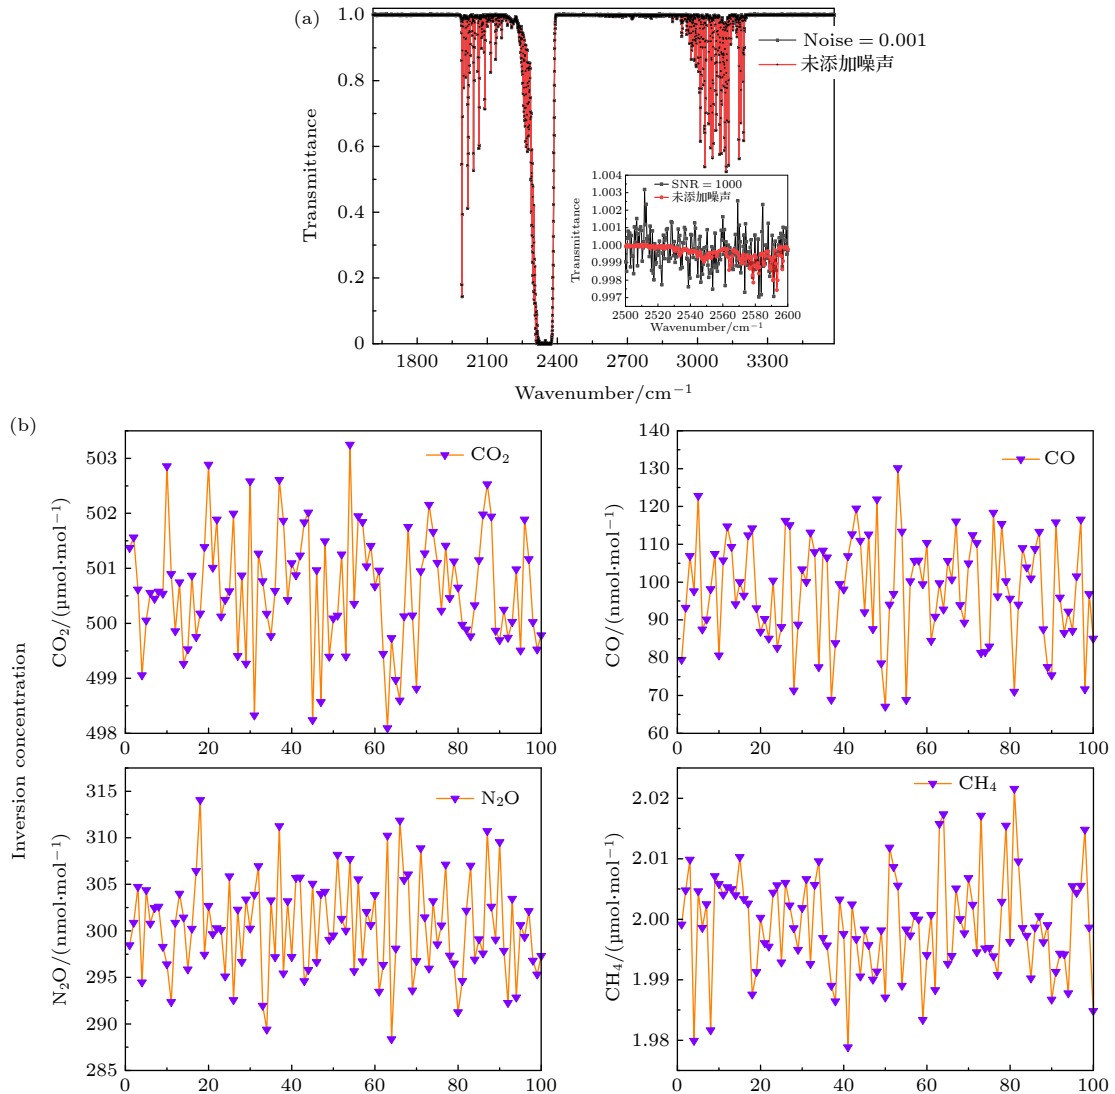 (a)
1.0
0.8
0.6
0.4
0.2
0
Transmittance
Noise = 0.001
未添加噪声
1800 2100 2400 2700 3000 3300
Wavenumber/cm⁻¹
1.004
1.003
1.002
1.001
1.000
0.999
0.998
0.997
Transmittance
SNR = 1000
未添加噪声
2500 2520 2540 2560 2580 2600
Wavenumber/cm⁻¹
(b)
Inversion concentration
503
502
501
500
499
498
CO₂/(μmol·mol⁻¹)
CO₂
0 20 40 60 80 100
140
130
120
110
100
90
80
70
60
CO/(nmol·mol⁻¹)
CO
0 20 40 60 80 100
315
310
305
300
295
290
285
N₂O/(nmol·mol⁻¹)
N₂O
0 20 40 60 80 100
2.02
2.01
2.00
1.99
1.98
CH₄/(μmol·mol⁻¹)
CH₄
0 20 40 60 80 100